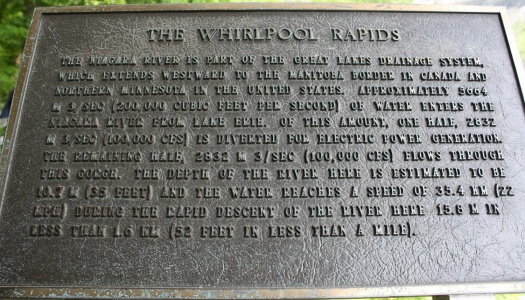 THE WHIRLPOOL RAPIDS
THE NIAGARA RIVER IS PART OF THE GREAT LAKES DRAINAGE SYSTEM,
WHICH EXTENDS WESTWARD TO THE MANITOBA BORDER IN CANADA AND
NORTHERN MINNESOTA IN THE UNITED STATES. APPROXIMATELY 5664
M 3/SEC (200,000 CUBIC FEET PER SECOND) OF WATER ENTERS THE
NIAGARA RIVER FROM LAKE ERIE. OF THIS AMOUNT, ONE HALF, 2832
M 3/SEC (100,000 CFS) IS DIVERTED FOR ELECTRIC POWER GENERATION.
THE REMAINING HALF, 2832 M 3/SEC (100,000 CFS) FLOWS THROUGH
THIS GORGE. THE DEPTH OF THE RIVER HERE IS ESTIMATED TO BE
10.7 M (35 FEET) AND THE WATER REACHES A SPEED OF 35.4 KM (22
MPH) DURING THE RAPID DESCENT OF THE RIVER HERE 15.8 M IN
LESS THAN 1.6 KM (52 FEET IN LESS THAN A MILE).